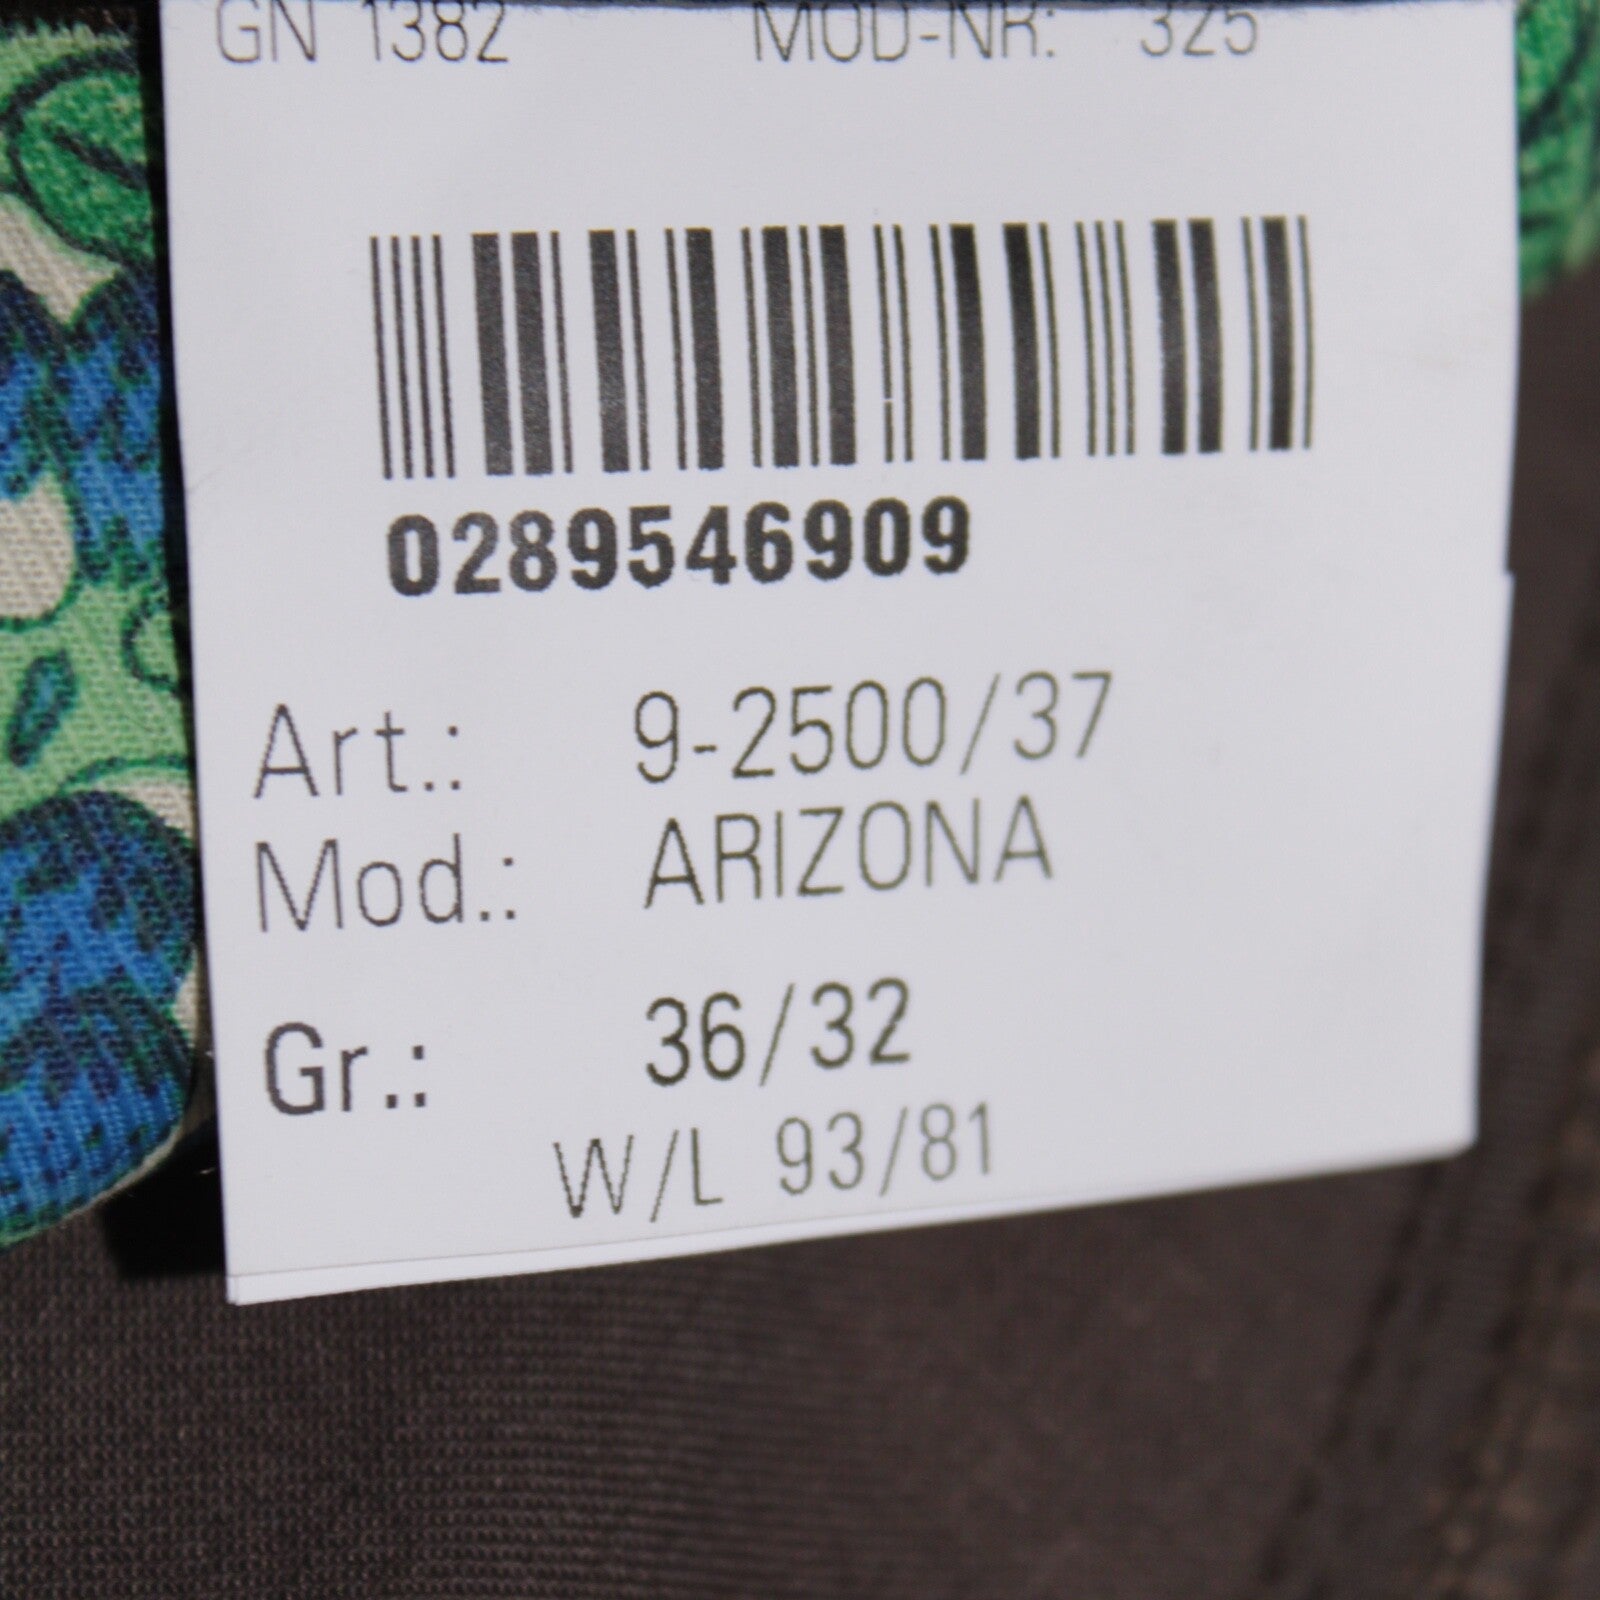 GN 1382 MOD-NR: 325
0289546909
Art.: 9-2500/37
Mod.: ARIZONA
Gr.: 36/32
W/L 93/81